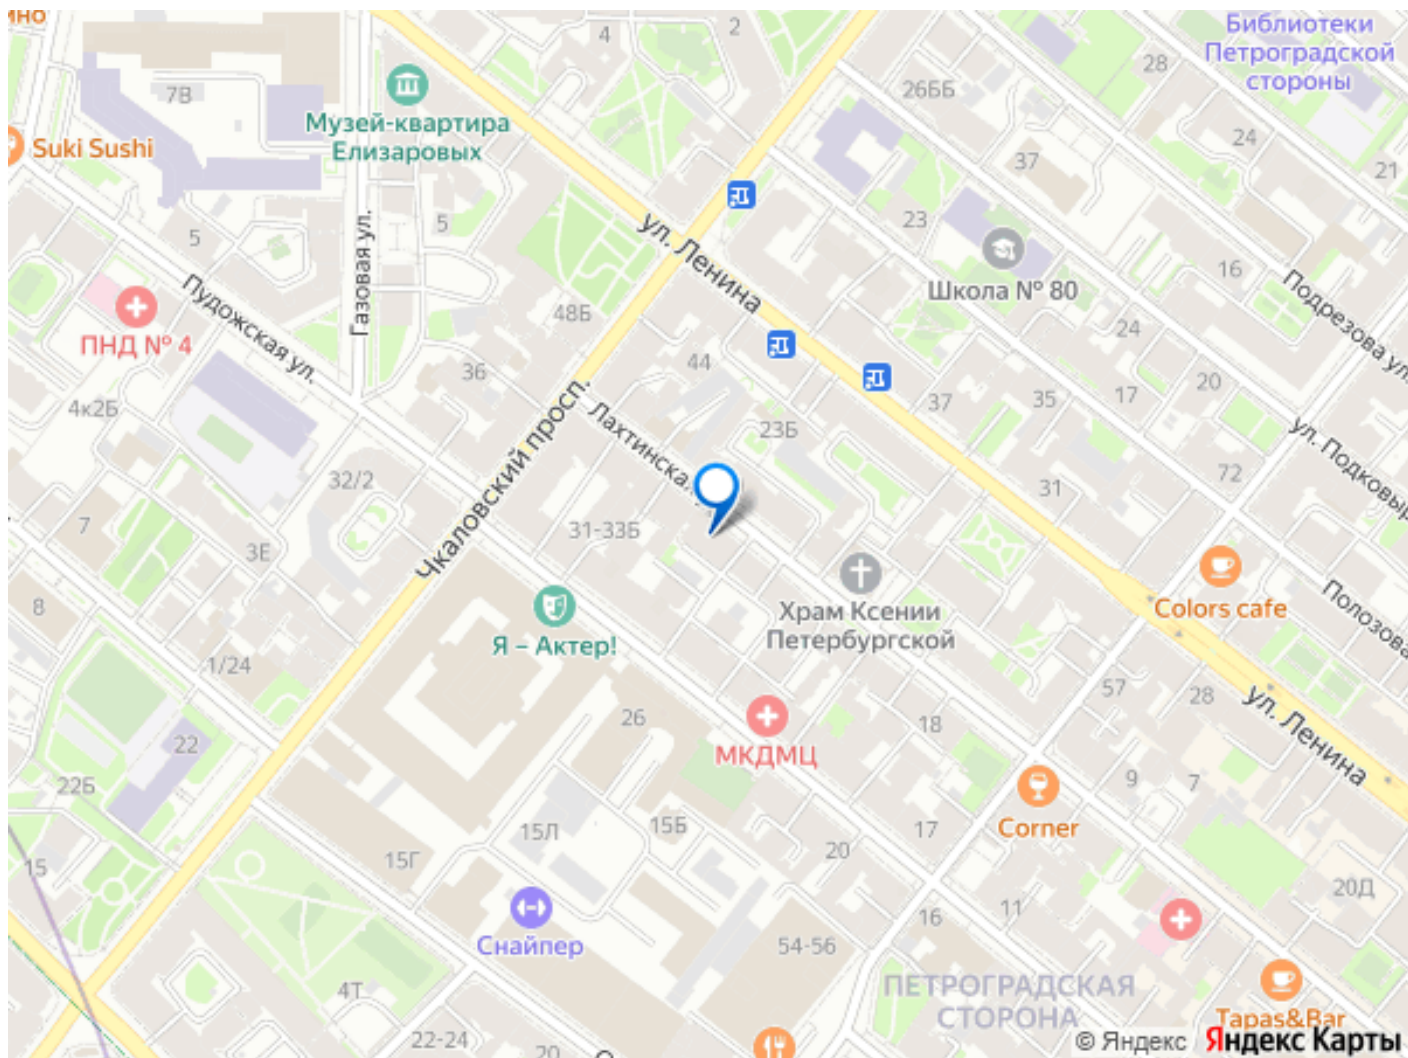 Библиотеки
Петроградской
стороны
4
2
28
26ББ
7В
Музей-квартира
Елизаровых
Suki Sushi
24
37
21
5
5
23
ул. Ленина
Газовая ул.
Школа № 80
16
Подрезова ул.
Пудожская ул.
ПНД № 4
48Б
44
24
36
20
17
35
37
4к2Б
Чкаловский просп.
23Б
ул. Подковыр
32/2
72
31
7
3Е
31-33Б
Colors cafe
Полозова
8
Я – Актер!
Храм Ксении
Петербургской
1/24
57
28
ул. Ленина
26
18
22
МКДМЦ
22Б
9
7
Corner
15Л
15Б
17
20
15
15Г
20Д
11
16
Снайпер
54-56
4Т
ПЕТРОГРАДСКАЯ
СТОРОНА
Tapas&Bar
22-24
20
© Яндекс Яндекс Карты